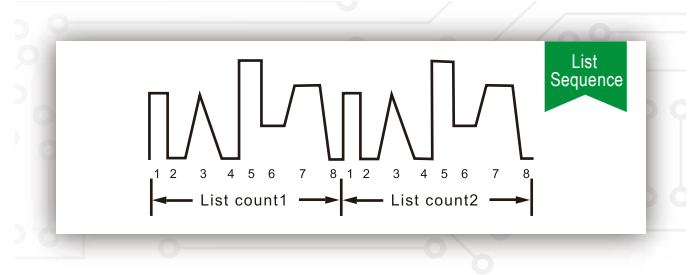 List
Sequence
1 2 3 4 5 6 7 8 1 2 3 4 5 6 7 8
List count1 List count2